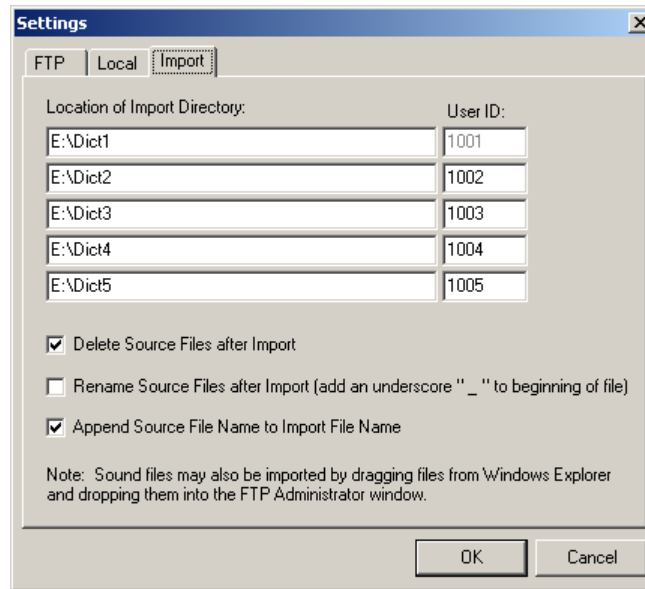 Settings
FTP Local Import
Location of Import Directory: User ID:
E:\Dict1 1001
E:\Dict2 1002
E:\Dict3 1003
E:\Dict4 1004
E:\Dict5 1005
Delete Source Files after Import
Rename Source Files after Import (add an underscore " _ " to beginning of file)
Append Source File Name to Import File Name
Note: Sound files may also be imported by dragging files from Windows Explorer
and dropping them into the FTP Administrator window.
OK Cancel